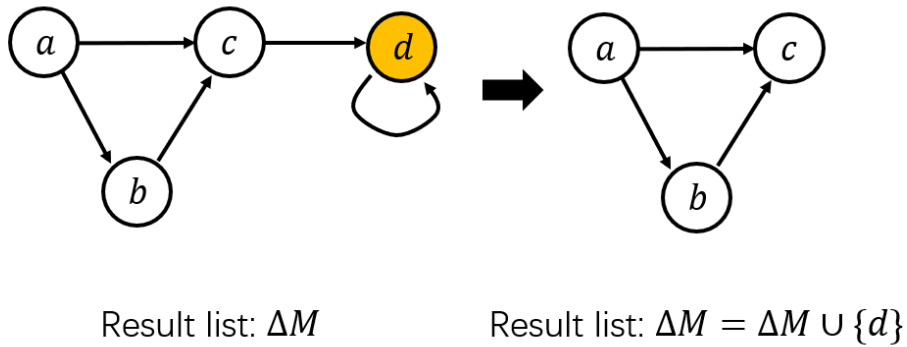 a c d a c
b b
Result list: ΔM Result list: ΔM = ΔM ∪ {d}